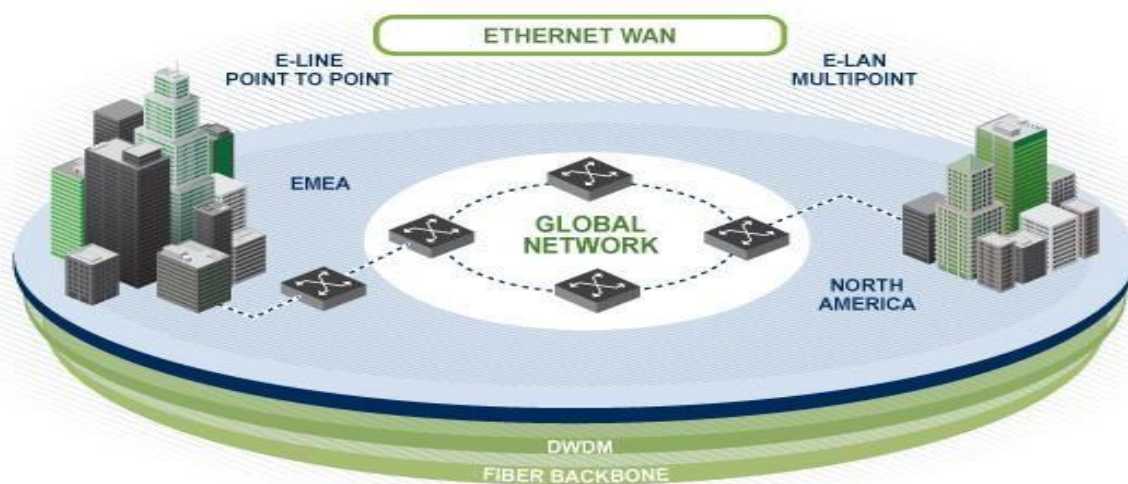 ETHERNET WAN
E-LINE
POINT TO POINT
E-LAN
MULTIPOINT
EMEA
GLOBAL
NETWORK
NORTH
AMERICA
DWDM
FIBER BACKBONE